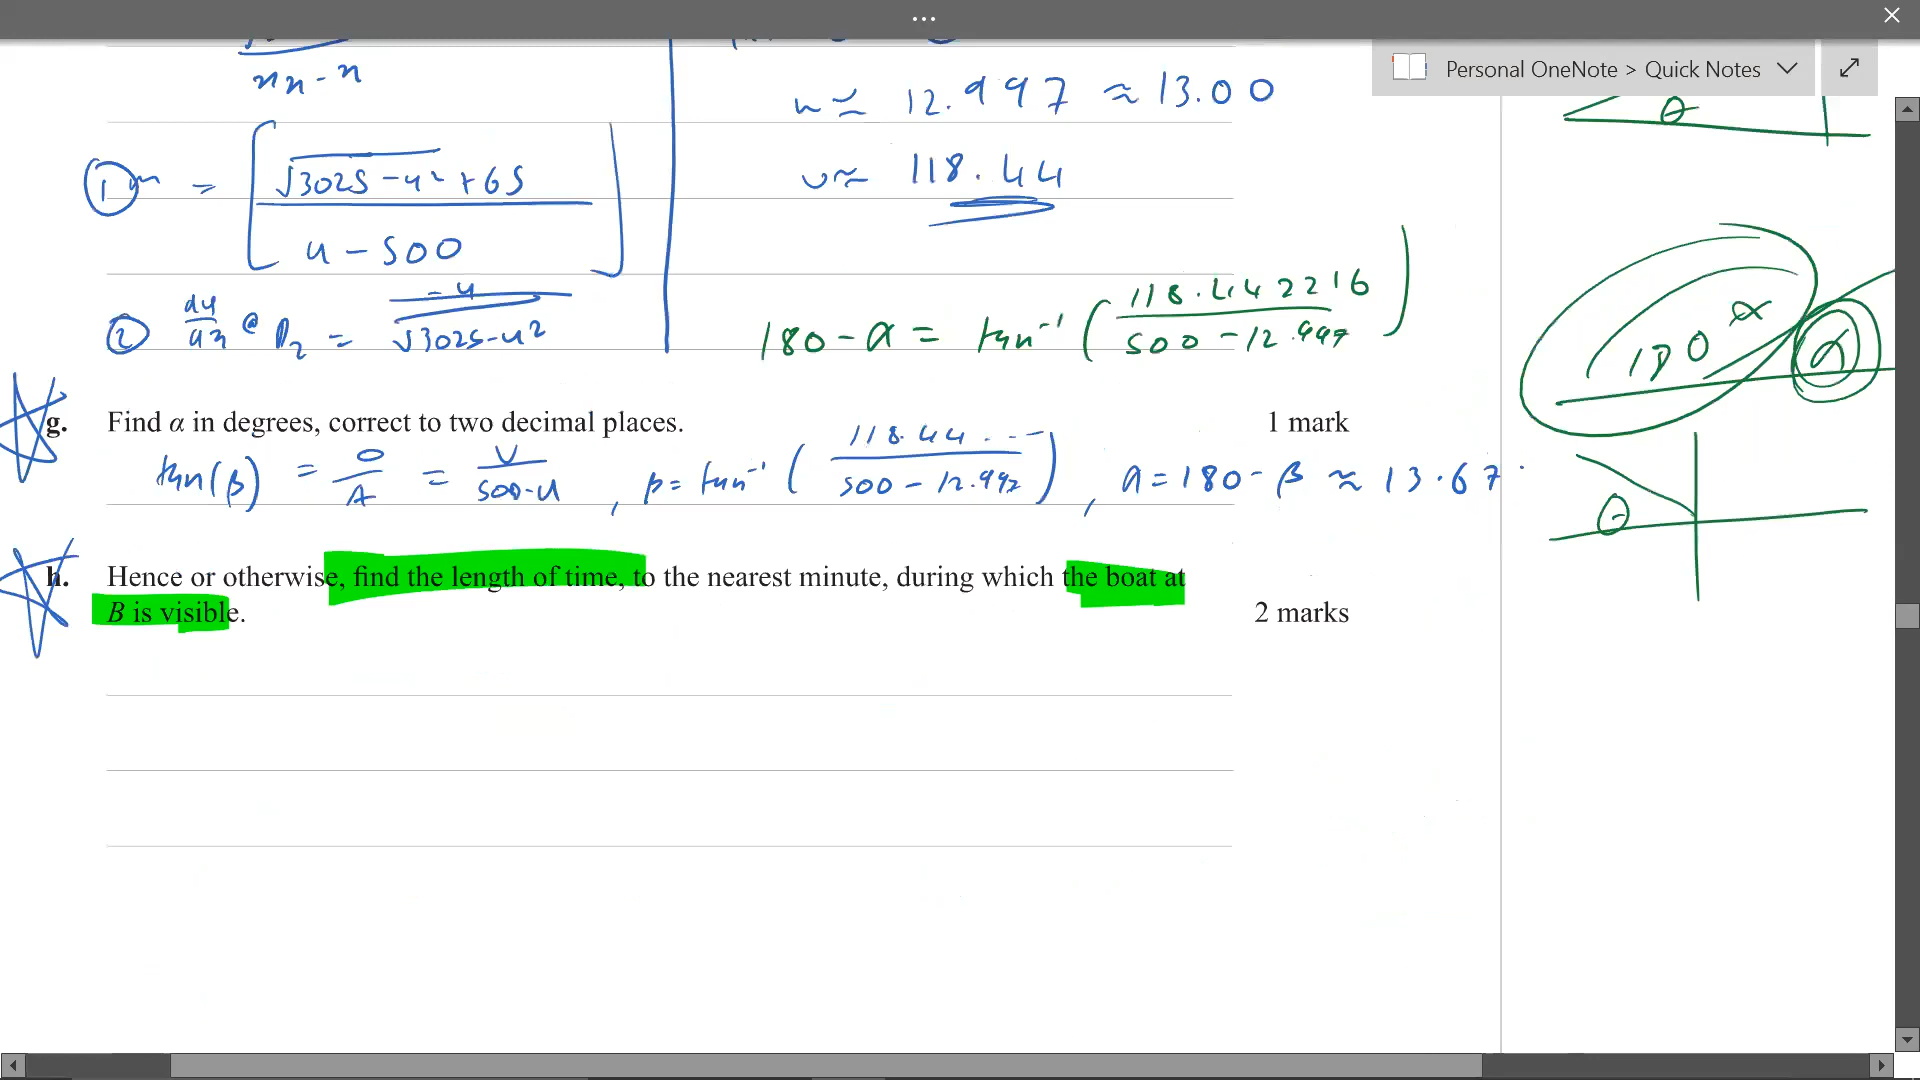 ...
Personal OneNote > Quick Notes
xn - x
u ≈ 12.997 ≈ 13.00
θ
① m = [ √3025-u² + 65 / u - 500 ]
v ≈ 118.44
② dy/dx @ P₂ = -u / √3025-u²
180 - α = tan⁻¹ ( 118.442216 / 500 - 12.997 )
180
α
α
g. Find α in degrees, correct to two decimal places. 1 mark
tan(β) = O/A = v / 500-u , β = tan⁻¹ ( 118.44... / 500 - 12.992 ) , α = 180 - β ≈ 13.67
θ
h. Hence or otherwise, find the length of time, to the nearest minute, during which the boat at
B is visible. 2 marks